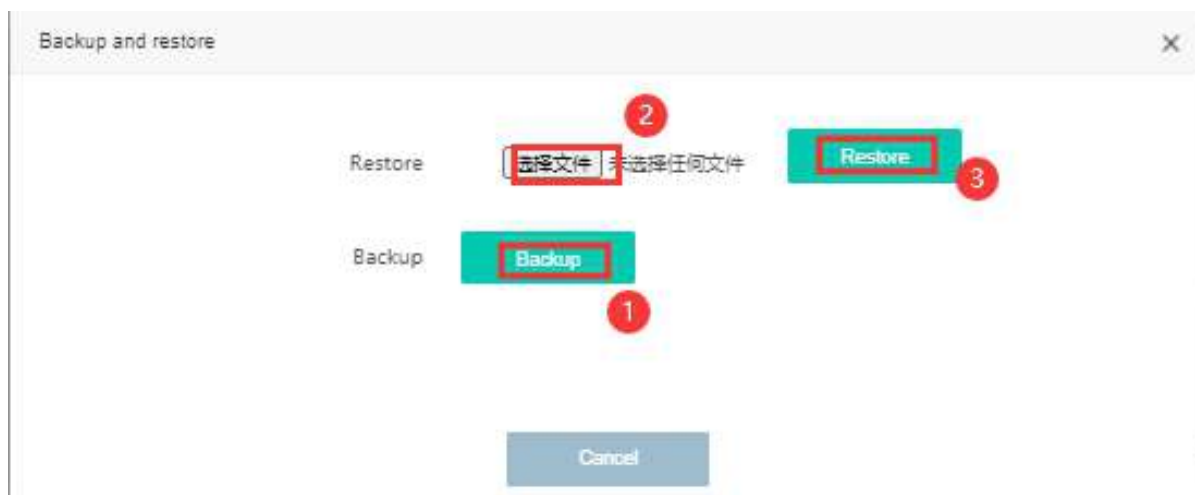 Backup and restore
2
Restore 选择文件 未选择任何文件 Restore
3
Backup Backup
1
Cancel